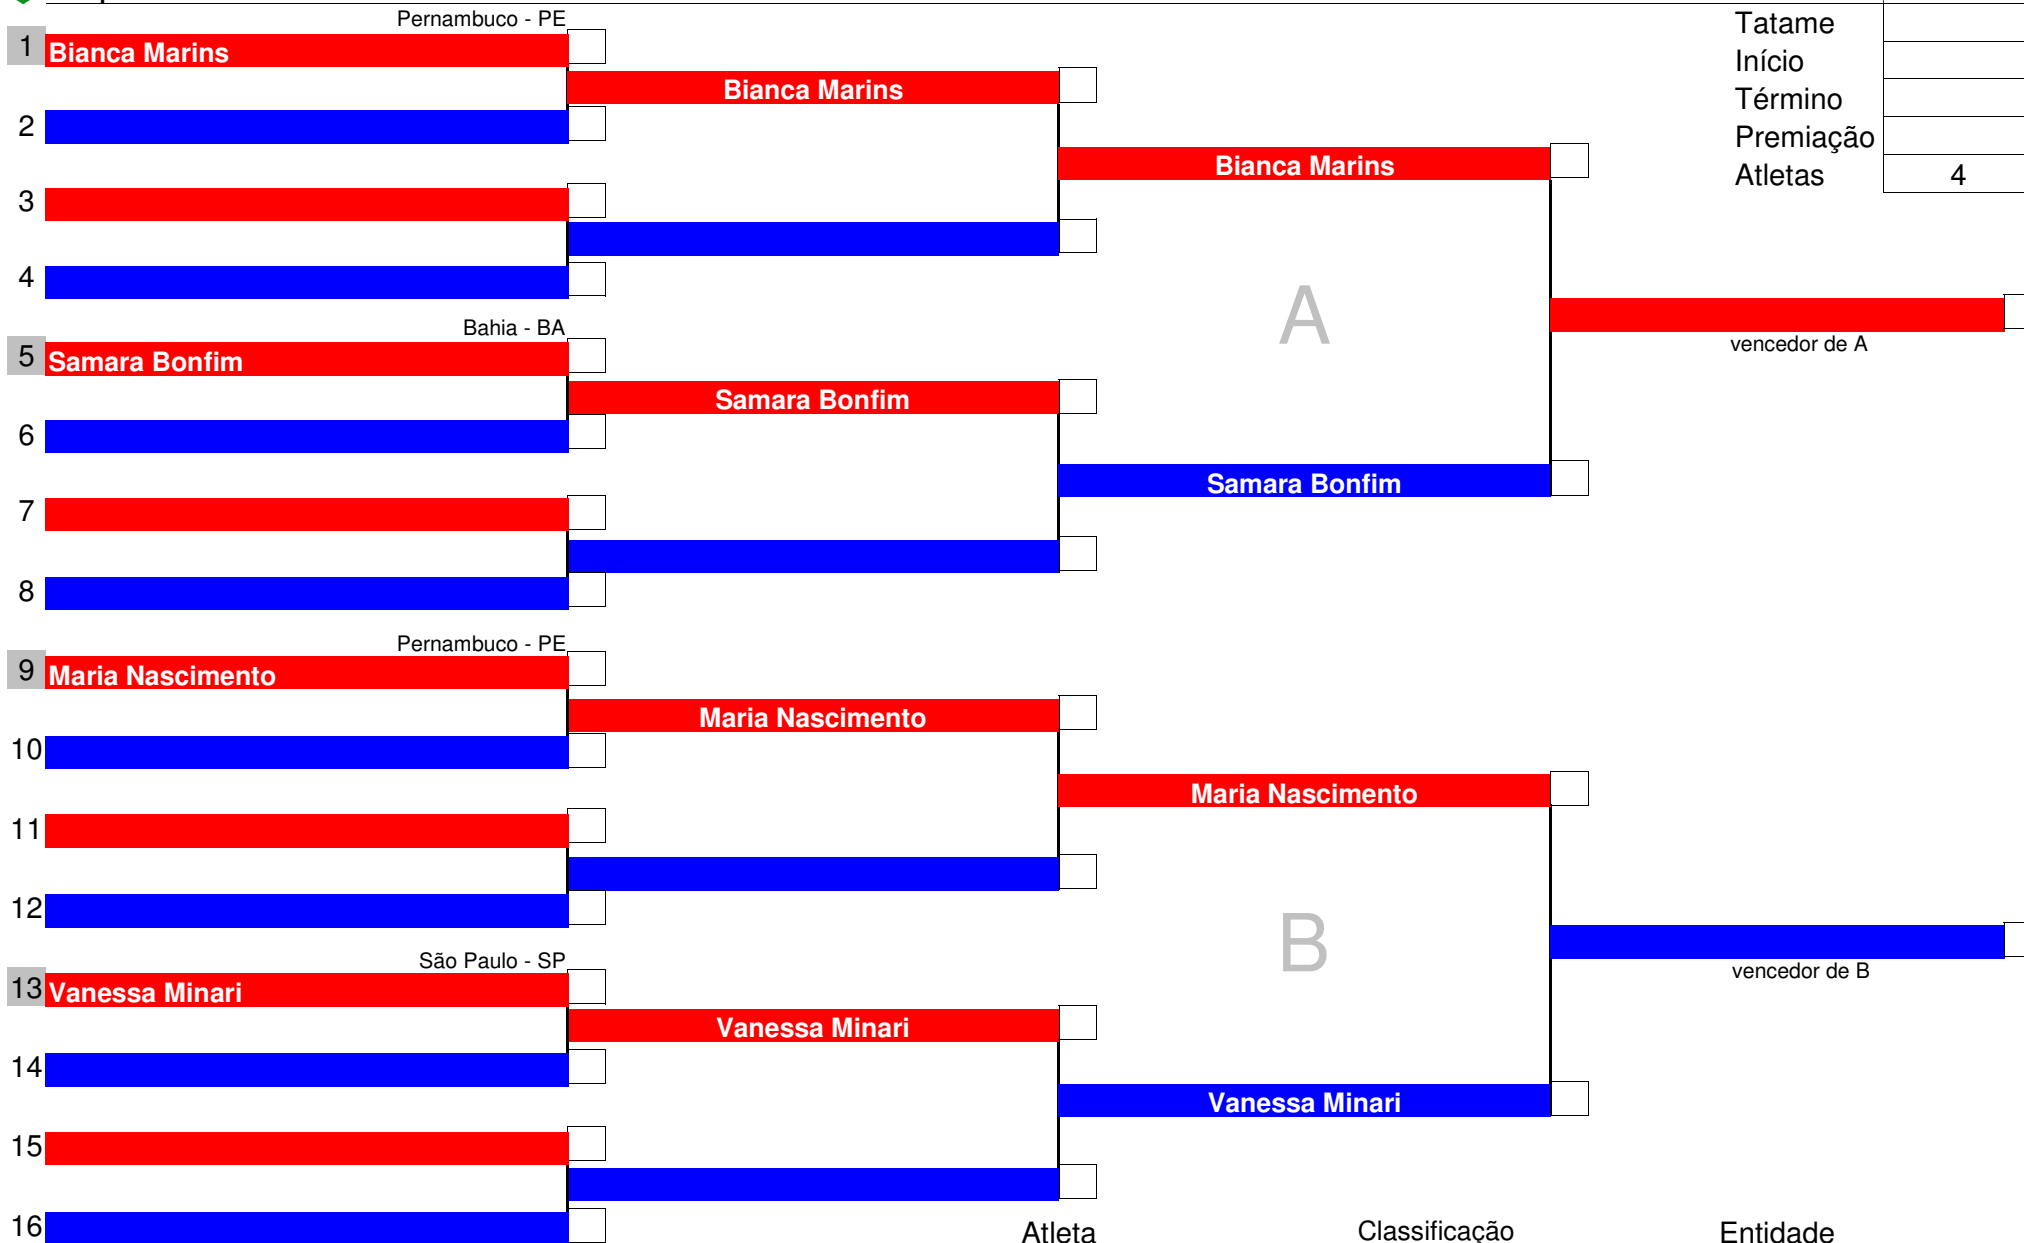 Pernambuco - PE
Tatame
1 Bianca Marins
Início
Bianca Marins
Término
2
Premiação
Bianca Marins
Atletas 4
3
4
A
Bahia - BA
vencedor de A
5 Samara Bonfim
Samara Bonfim
6
Samara Bonfim
7
8
Pernambuco - PE
9 Maria Nascimento
Maria Nascimento
10
Maria Nascimento
11
12
B
São Paulo - SP
vencedor de B
13 Vanessa Minari
Vanessa Minari
14
Vanessa Minari
15
16
Atleta Classificação Entidade